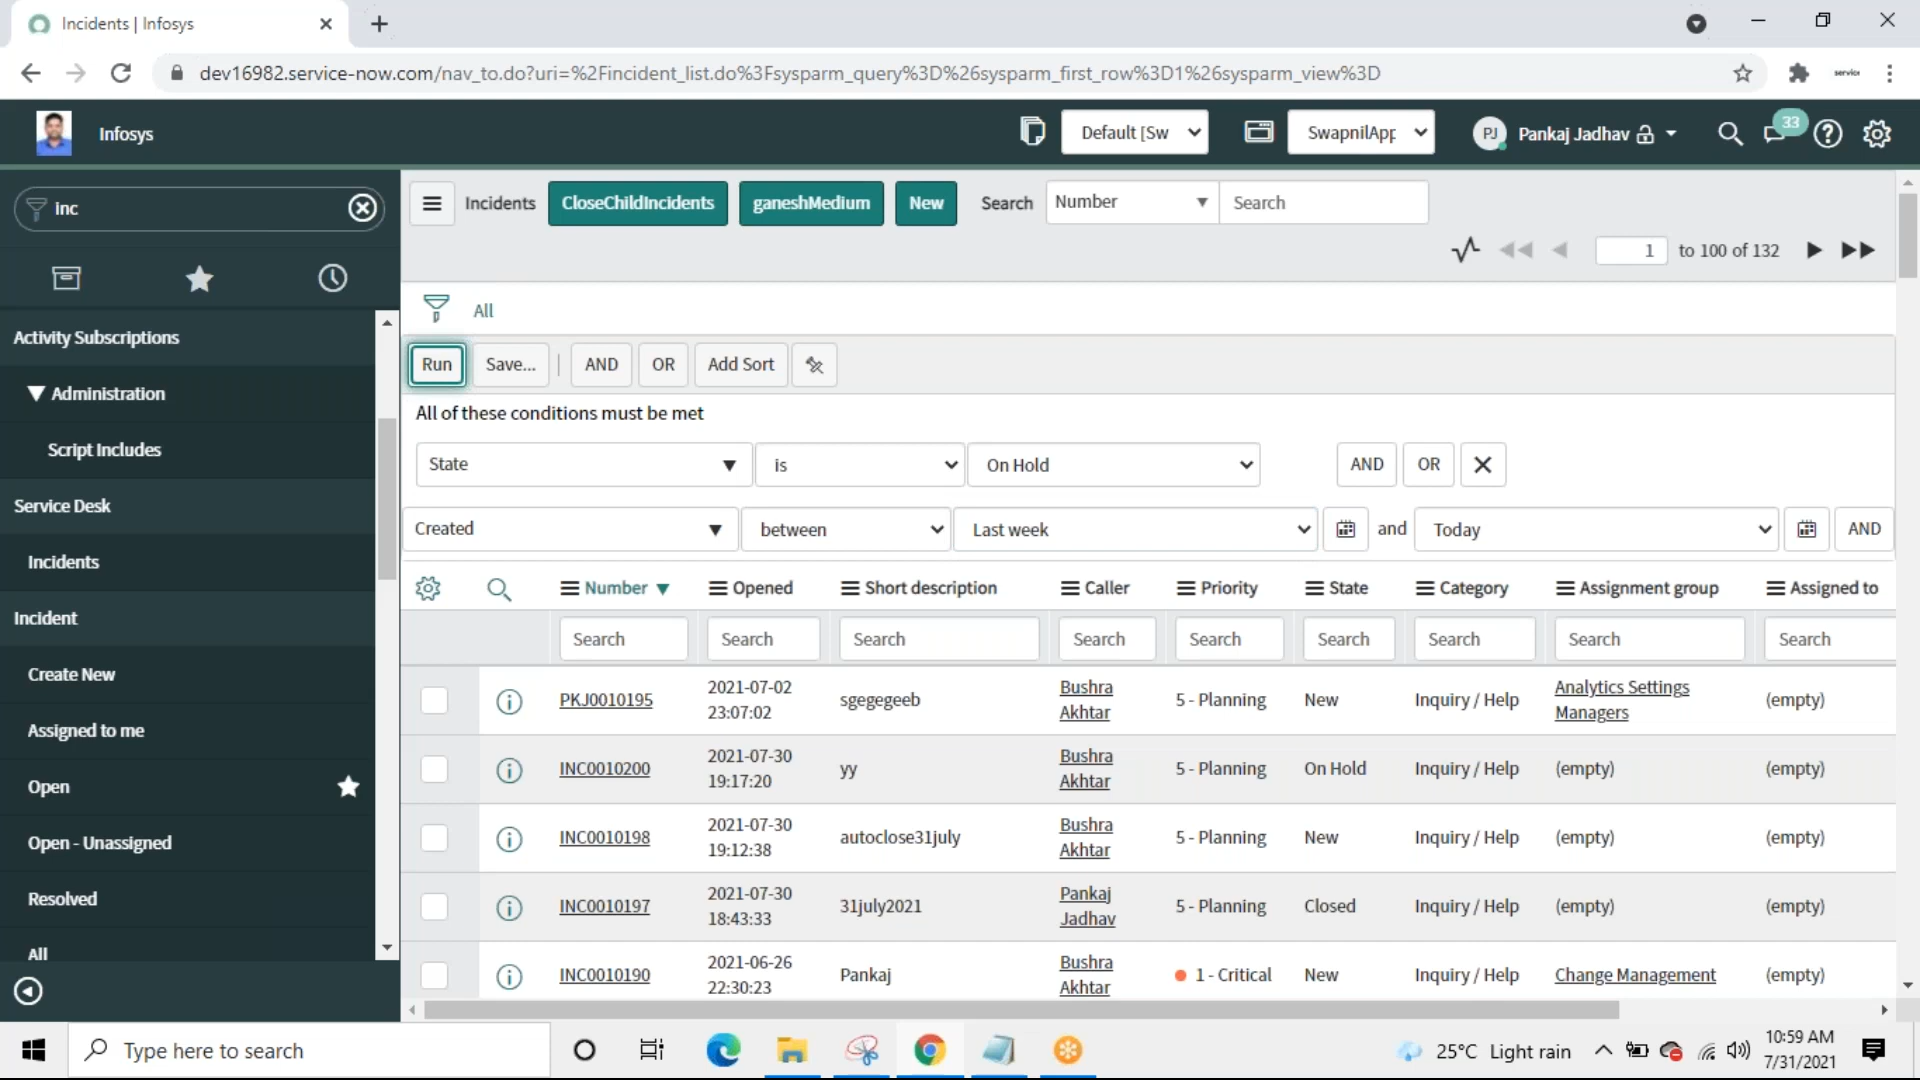 Incidents | Infosys
dev16982.service-now.com/nav_to.do?uri=%2Fincident_list.do%3Fsysparm_query%3D%26sysparm_first_row%3D1%26sysparm_view%3D
service
Infosys
Default [Sw
SwapnilApp
PJ
Pankaj Jadhav
33
inc
Incidents
CloseChildIncidents
ganeshMedium
New
Search
Number
Search
1
to 100 of 132
All
Activity Subscriptions
Administration
Script Includes
Service Desk
Incidents
Incident
Create New
Assigned to me
Open
Open - Unassigned
Resolved
All
Run
Save...
AND
OR
Add Sort
All of these conditions must be met
State
is
On Hold
AND
OR
Created
between
Last week
and
Today
AND
Number
Opened
Short description
Caller
Priority
State
Category
Assignment group
Assigned to
Search
Search
Search
Search
Search
Search
Search
Search
Search
PKJ0010195
2021-07-02
23:07:02
sgegegeeb
Bushra
Akhtar
5 - Planning
New
Inquiry / Help
Analytics Settings
Managers
(empty)
INC0010200
2021-07-30
19:17:20
yy
Bushra
Akhtar
5 - Planning
On Hold
Inquiry / Help
(empty)
(empty)
INC0010198
2021-07-30
19:12:38
autoclose31july
Bushra
Akhtar
5 - Planning
New
Inquiry / Help
(empty)
(empty)
INC0010197
2021-07-30
18:43:33
31july2021
Pankaj
Jadhav
5 - Planning
Closed
Inquiry / Help
(empty)
(empty)
INC0010190
2021-06-26
22:30:23
Pankaj
Bushra
Akhtar
1 - Critical
New
Inquiry / Help
Change Management
(empty)
Type here to search
25°C Light rain
10:59 AM
7/31/2021